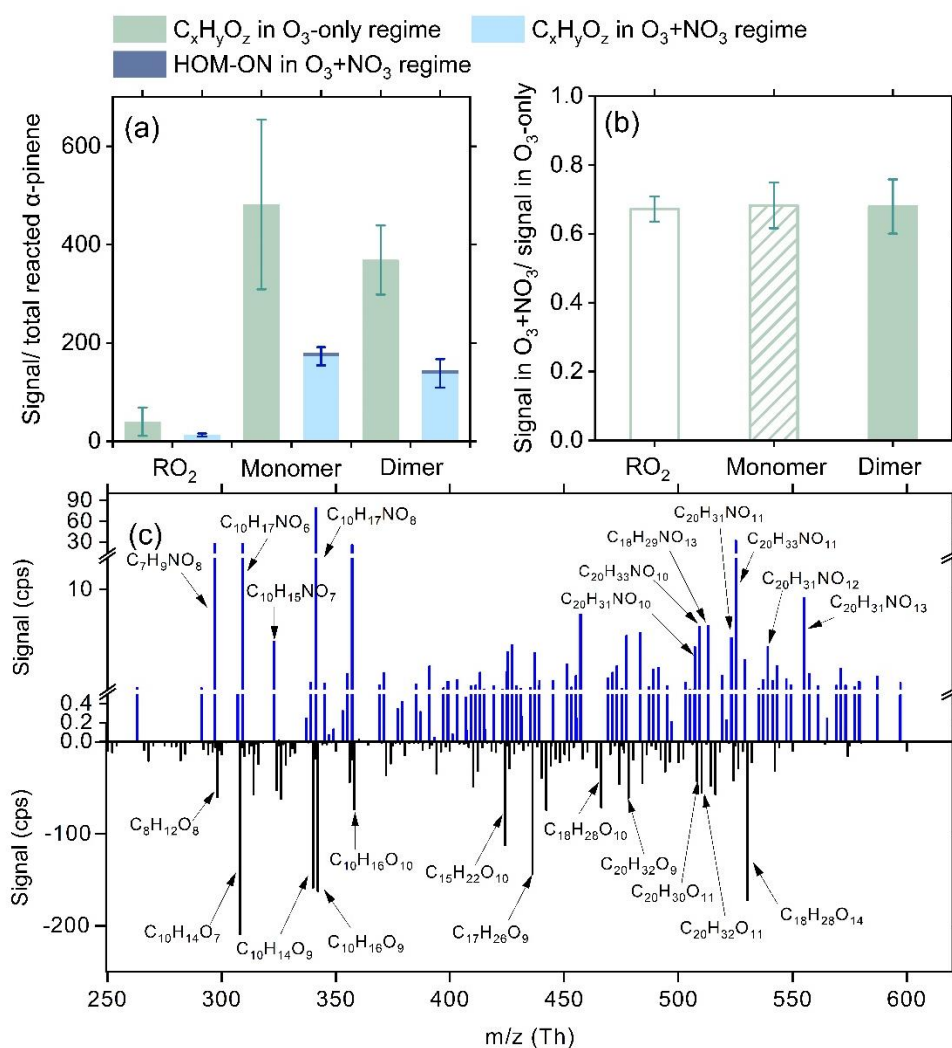 CₓHᵧO_z in O₃-only regime
CₓHᵧO_z in O₃+NO₃ regime
HOM-ON in O₃+NO₃ regime
(a)
Signal/ total reacted α-pinene
600
400
200
0
RO₂ Monomer Dimer
(b)
Signal in O₃+NO₃/ signal in O₃-only
1.0
0.8
0.6
0.4
0.2
0.0
RO₂ Monomer Dimer
(c)
Signal (cps)
90
60
30
10
0.4
0.2
0.0
C₇H₉NO₈
C₁₀H₁₇NO₆
C₁₀H₁₅NO₇
C₁₀H₁₇NO₈
C₂₀H₃₁NO₁₁
C₁₈H₂₉NO₁₃
C₂₀H₃₃NO₁₀
C₂₀H₃₁NO₁₀
C₂₀H₃₃NO₁₁
C₂₀H₃₁NO₁₂
C₂₀H₃₁NO₁₃
Signal (cps)
-100
-200
C₈H₁₂O₈
C₁₀H₁₄O₇
C₁₀H₁₄O₉
C₁₀H₁₆O₉
C₁₀H₁₆O₁₀
C₁₅H₂₂O₁₀
C₁₇H₂₆O₉
C₁₈H₂₈O₁₀
C₂₀H₃₂O₉
C₂₀H₃₀O₁₁
C₂₀H₃₂O₁₁
C₁₈H₂₈O₁₄
250 300 350 400 450 500 550 600
m/z (Th)